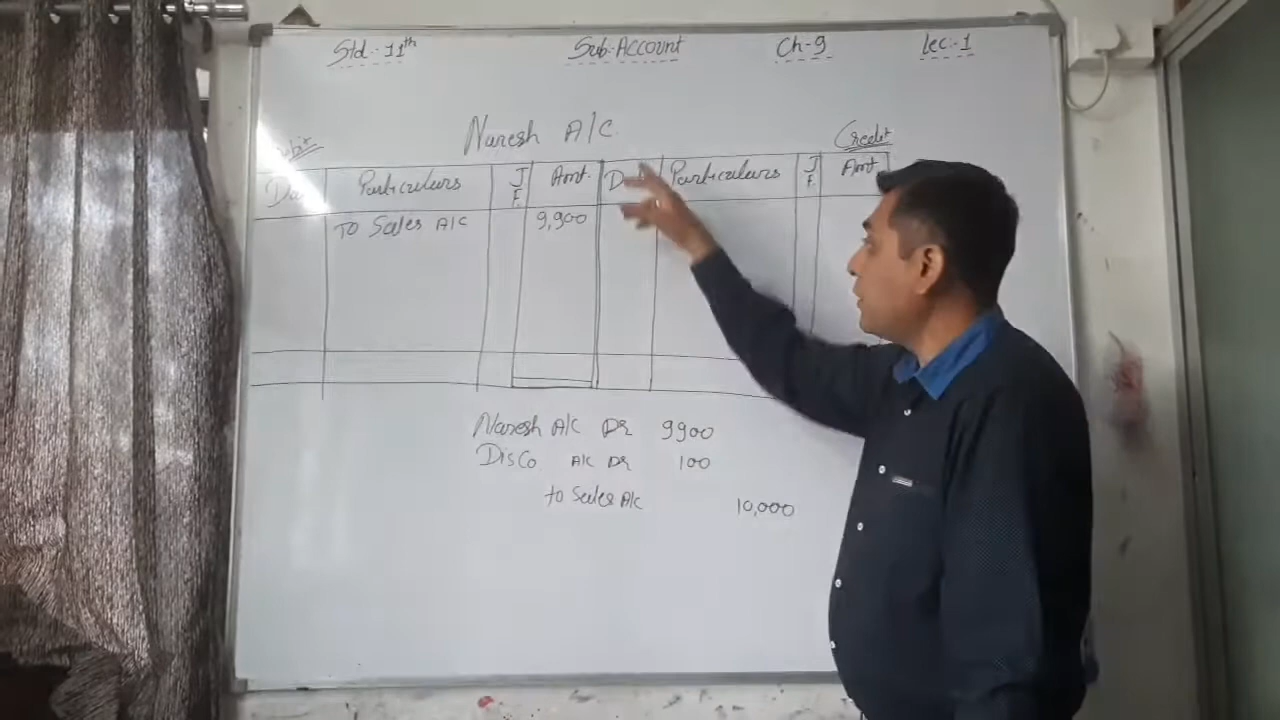 Std:-11th Sub:-Account Ch-9 Lec:-1
Naresh A/C
Credit
Particulars J.F. Amt. Particulars J.F. Amt
To Sales A/c 9,900
Naresh A/c Dr 9900
DisCo A/c Dr 100
to Sales A/c 10,000